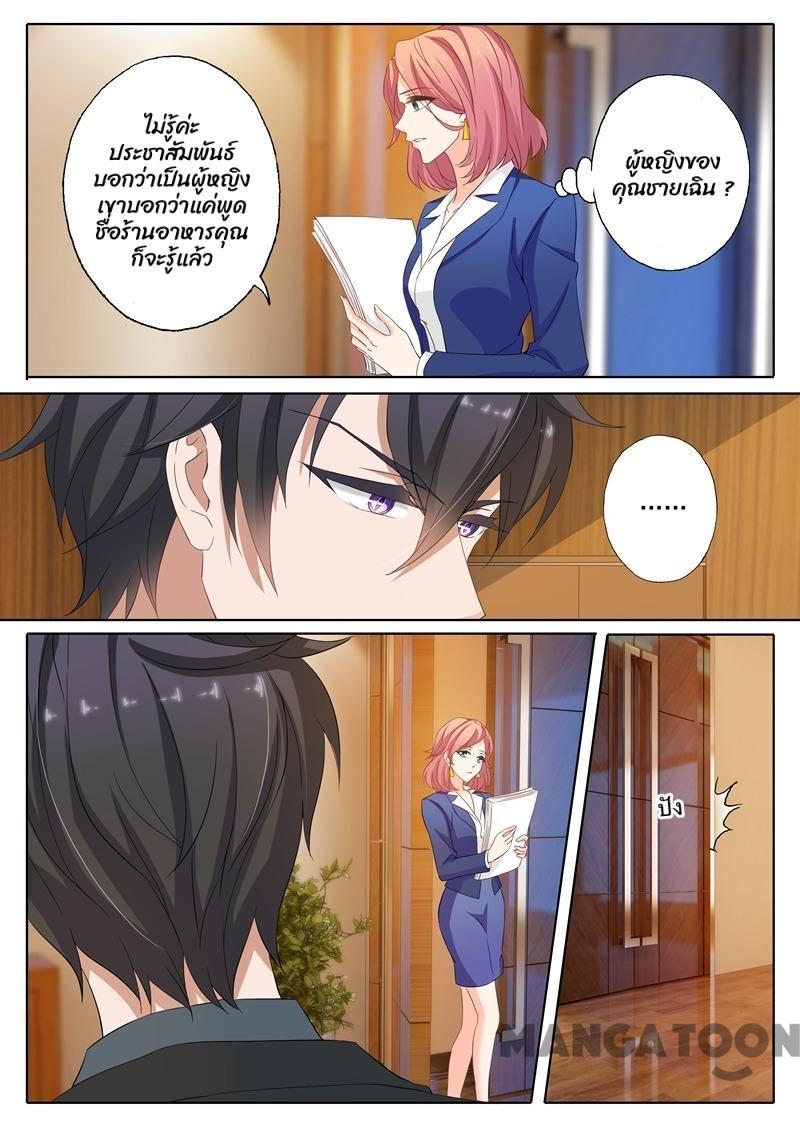 ไม่รู้ค่ะ
ประชาสัมพันธ์
บอกว่าเป็นผู้หญิง
เขาบอกว่าแค่พูด
ชื่อร้านอาหารคุณ
ก็จะรู้แล้ว
ผู้หญิงของ
คุณชายเฉิน ?
......
ปัง
MANGATOON